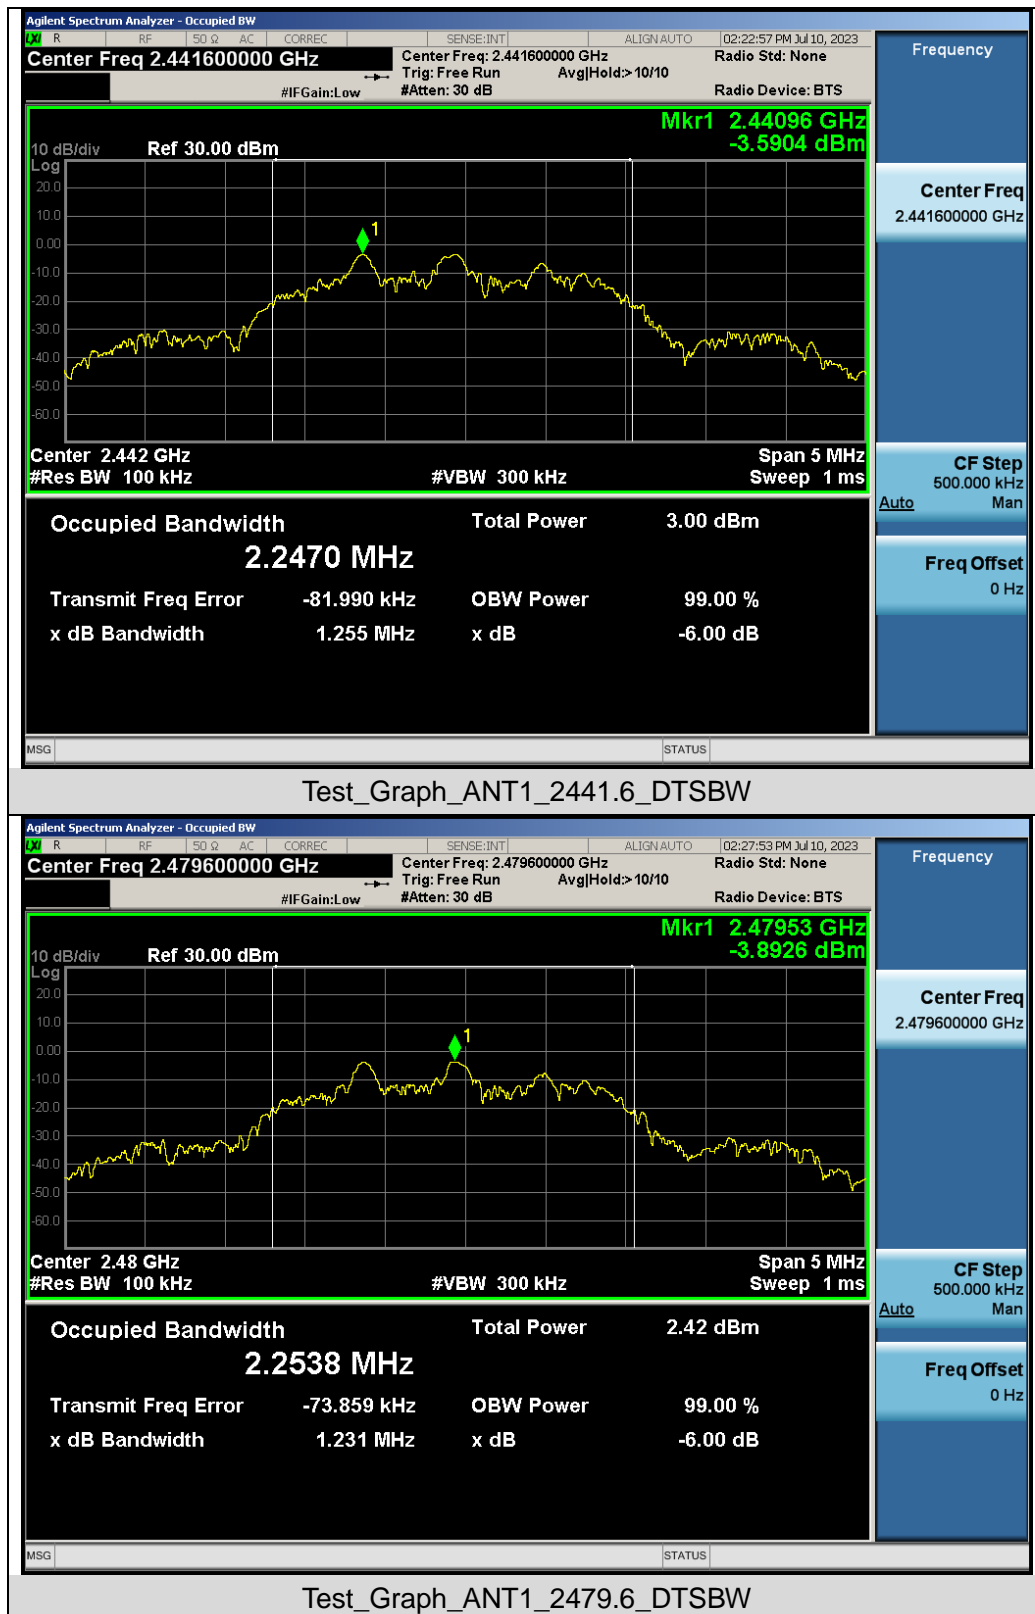 Agilent Spectrum Analyzer - Occupied BW
LXI R RF 50 Ω AC CORREC SENSE:INT ALIGN AUTO 02:22:57 PM Jul 10, 2023
Center Freq 2.441600000 GHz Center Freq: 2.441600000 GHz Radio Std: None Frequency
Trig: Free Run Avg|Hold:> 10/10
#IFGain:Low #Atten: 30 dB Radio Device: BTS
Mkr1 2.44096 GHz
10 dB/div Ref 30.00 dBm -3.5904 dBm
Log
20.0
10.0
0.00
-10.0
-20.0
-30.0
-40.0
-50.0
-60.0
1
Center Freq
2.441600000 GHz
Center 2.442 GHz Span 5 MHz
#Res BW 100 kHz #VBW 300 kHz Sweep 1 ms
CF Step
500.000 kHz
Auto Man
Occupied Bandwidth Total Power 3.00 dBm
2.2470 MHz
Freq Offset
0 Hz
Transmit Freq Error -81.990 kHz OBW Power 99.00 %
x dB Bandwidth 1.255 MHz x dB -6.00 dB
MSG STATUS
Test_Graph_ANT1_2441.6_DTSBW
Agilent Spectrum Analyzer - Occupied BW
LXI R RF 50 Ω AC CORREC SENSE:INT ALIGN AUTO 02:27:53 PM Jul 10, 2023
Center Freq 2.479600000 GHz Center Freq: 2.479600000 GHz Radio Std: None Frequency
Trig: Free Run Avg|Hold:> 10/10
#IFGain:Low #Atten: 30 dB Radio Device: BTS
Mkr1 2.47953 GHz
10 dB/div Ref 30.00 dBm -3.8926 dBm
Log
20.0
10.0
0.00
-10.0
-20.0
-30.0
-40.0
-50.0
-60.0
1
Center Freq
2.479600000 GHz
Center 2.48 GHz Span 5 MHz
#Res BW 100 kHz #VBW 300 kHz Sweep 1 ms
CF Step
500.000 kHz
Auto Man
Occupied Bandwidth Total Power 2.42 dBm
2.2538 MHz
Freq Offset
0 Hz
Transmit Freq Error -73.859 kHz OBW Power 99.00 %
x dB Bandwidth 1.231 MHz x dB -6.00 dB
MSG STATUS
Test_Graph_ANT1_2479.6_DTSBW